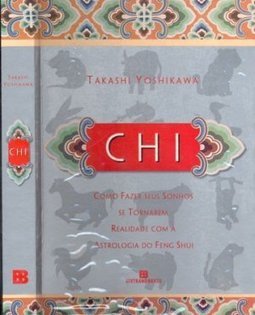 TAKASHI YOSHIKAWA
CHI
COMO FAZER SEUS SONHOS
SE TORNAREM
REALIDADE COM A
ASTROLOGIA DO FENG SHUI
BERTRAND BRASIL
TAKASHI
YOSHIKAWA
CHI
B